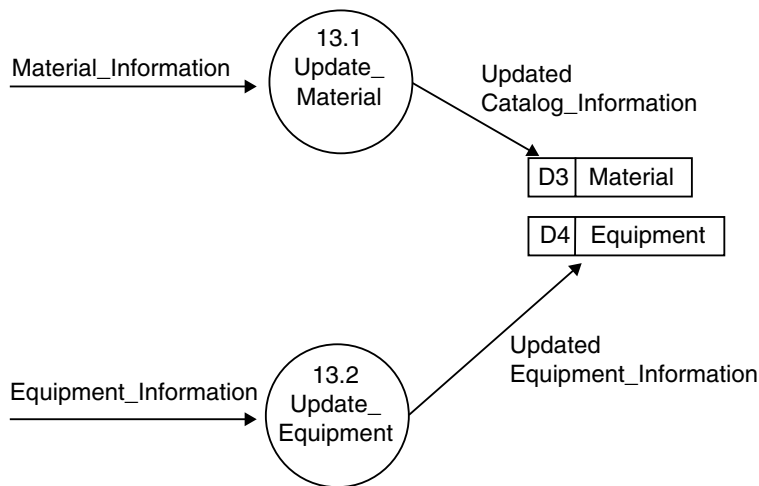 13.1
Update_
Material
Material_Information
Updated
Catalog_Information
D3 Material
D4 Equipment
Updated
Equipment_Information
13.2
Update_
Equipment
Equipment_Information